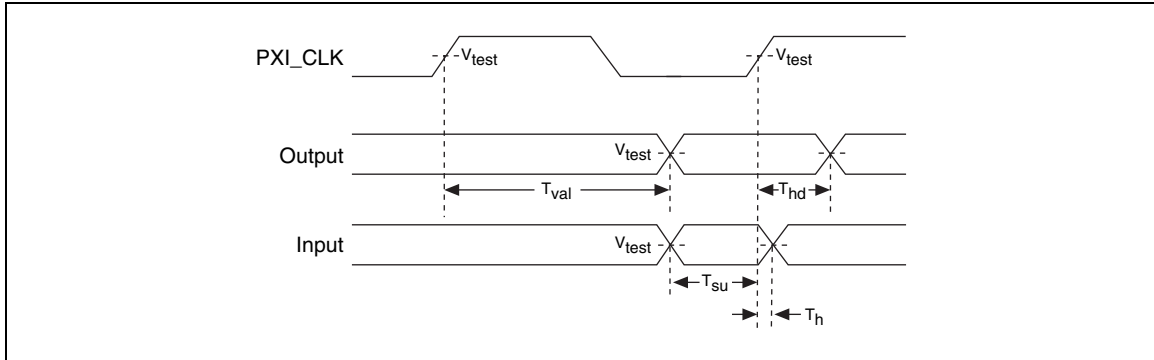 PXI_CLK
Vtest
Vtest
Output
Vtest
Tval
Thd
Input
Vtest
Tsu
Th